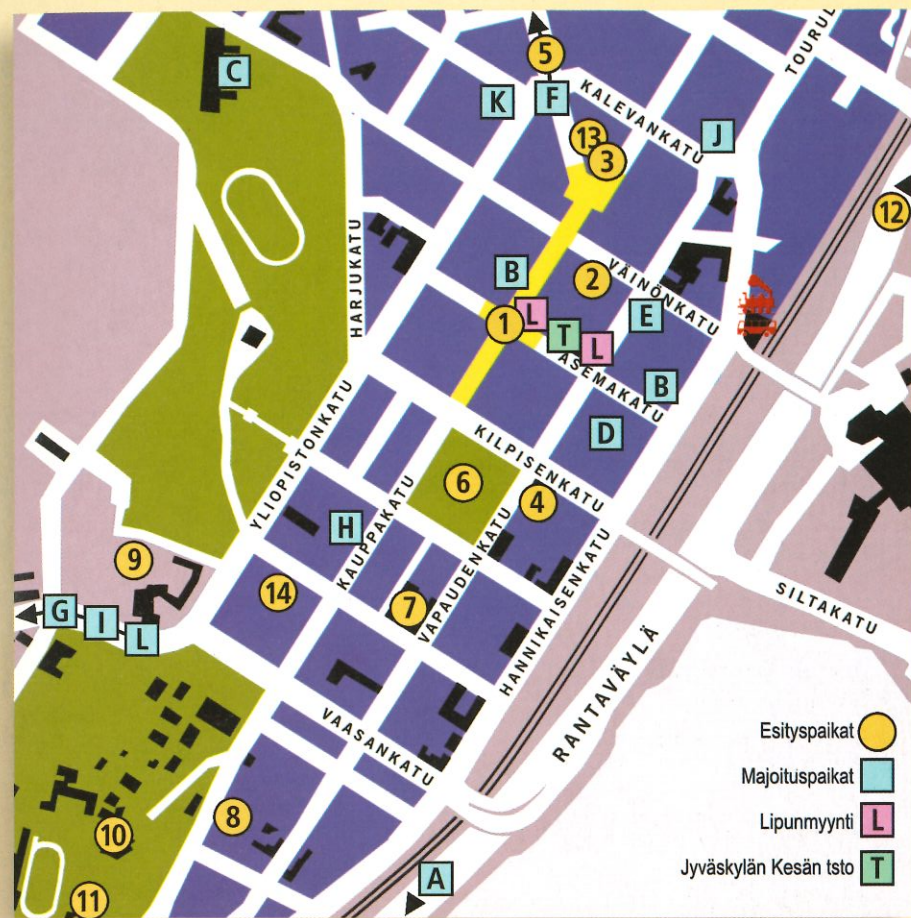 C
5
K
F
KALEVANKATU
TOURUL
13
3
J
12
HARJUKATU
B
2
VÄINÖNKATU
L
1
T
L
E
ASEMAKATU
B
D
YLIOPISTONKATU
KILPISENKATU
6
4
H
KAUPPAKATU
VAPAUDENKATU
HANNIKAISENKATU
9
14
7
G
I
L
SILTAKATU
RANTAVÄYLÄ
VAASANKATU
8
10
11
A
Esityspaikat
Majoituspaikat
Lipunmyynti L
Jyväskylän Kesän tsto T